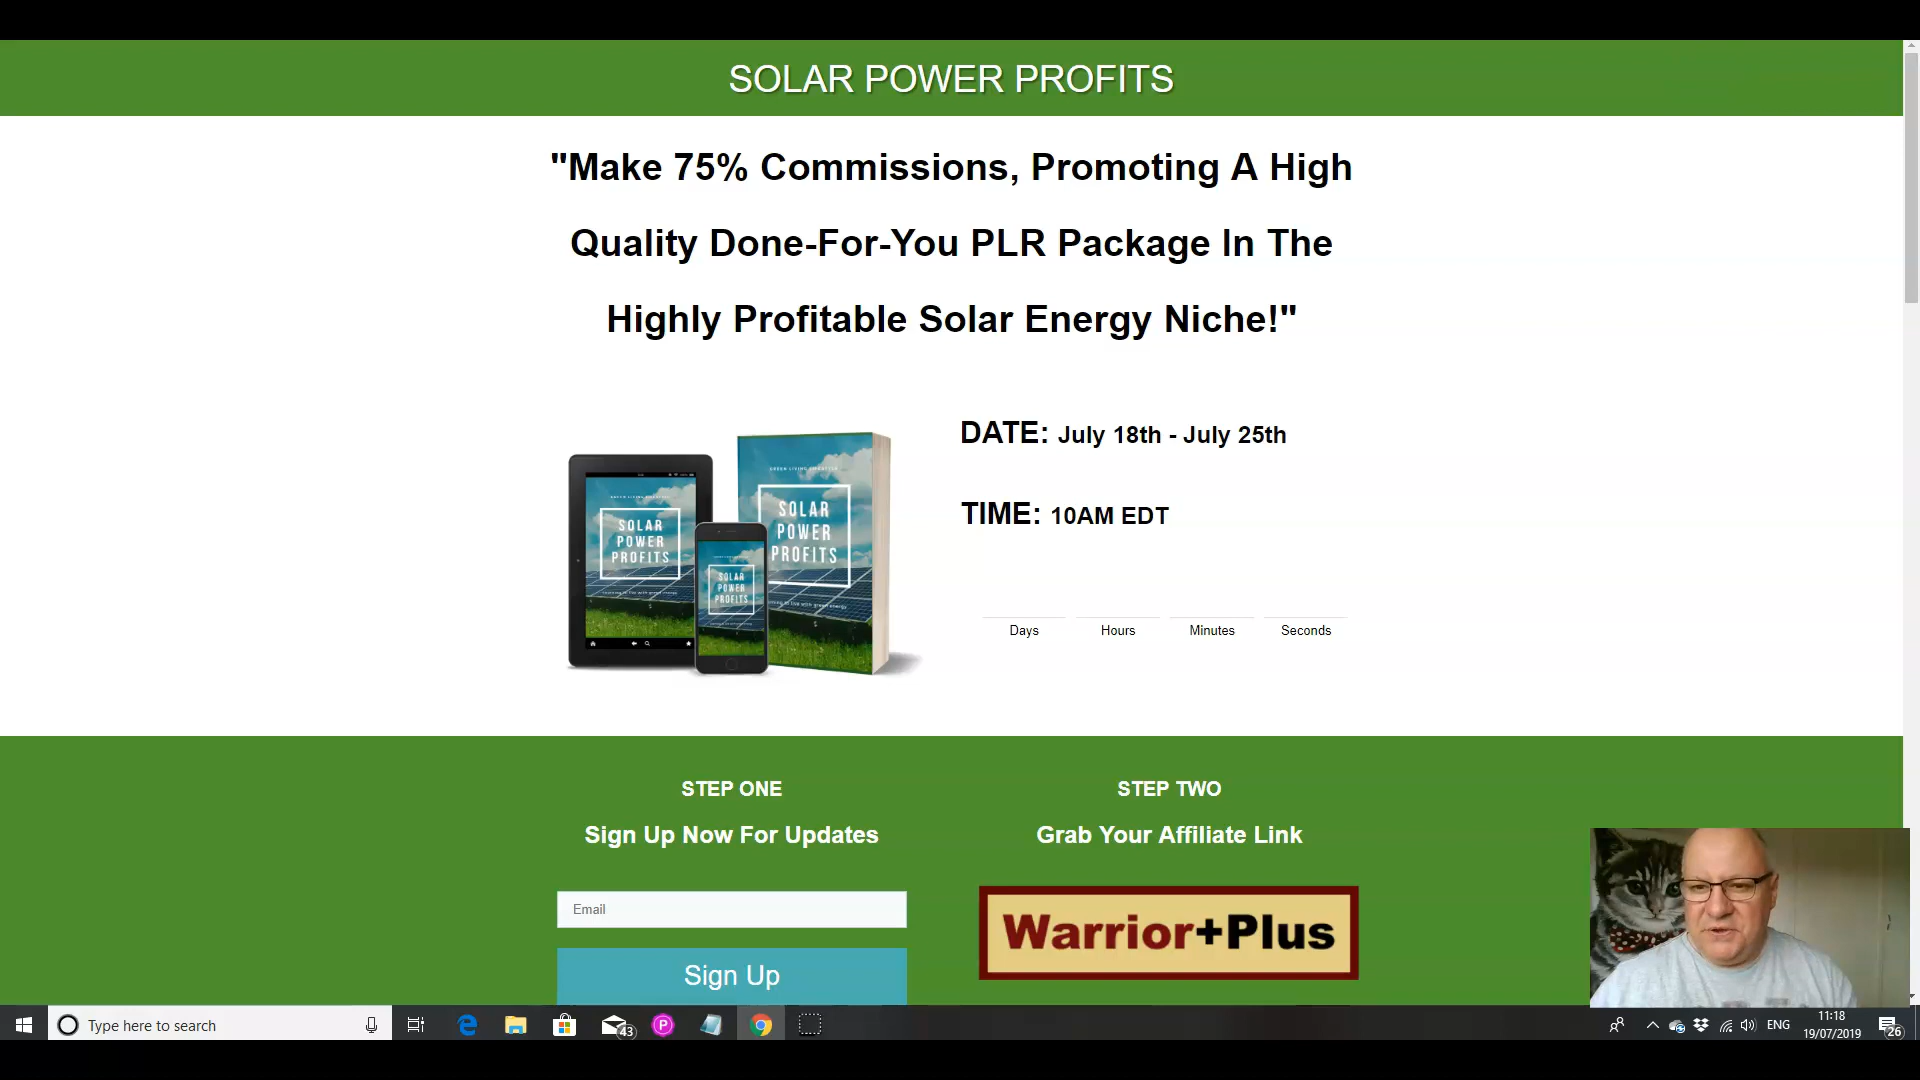 SOLAR POWER PROFITS
"Make 75% Commissions, Promoting A High
Quality Done-For-You PLR Package In The
Highly Profitable Solar Energy Niche!"
SOLAR
POWER
PROFITS
SOLAR
POWER
PROFITS
SOLAR
POWER
PROFITS
DATE: July 18th - July 25th
TIME: 10AM EDT
Days Hours Minutes Seconds
STEP ONE
Sign Up Now For Updates
Email
Sign Up
STEP TWO
Grab Your Affiliate Link
Warrior+Plus
Type here to search
43
P
ENG
11:18
19/07/2019
26